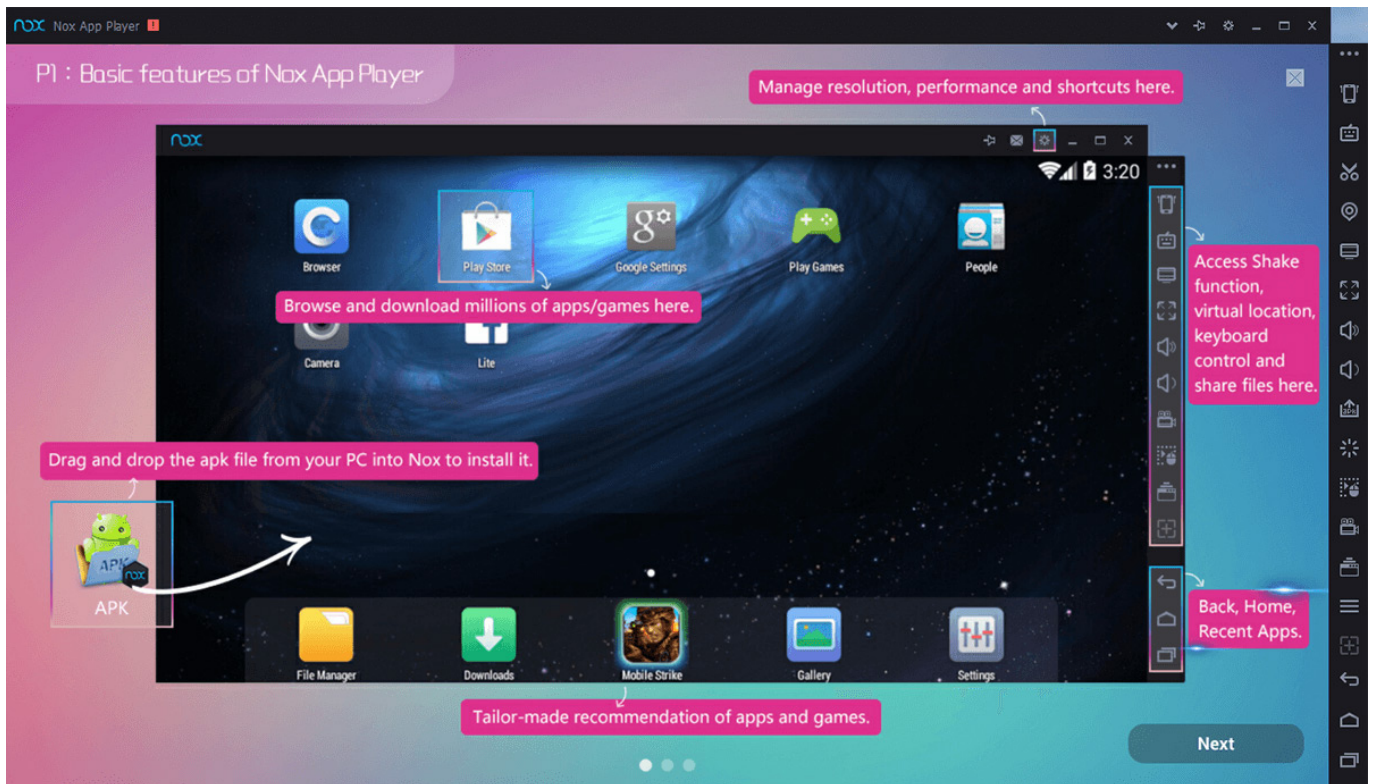 nox Nox App Player
P1 : Basic features of Nox App Player
Manage resolution, performance and shortcuts here.
nox
3:20
Browser
Play Store
Google Settings
Play Games
People
Access Shake
function,
virtual location,
keyboard
control and
share files here.
Browse and download millions of apps/games here.
Camera
Lite
Drag and drop the apk file from your PC into Nox to install it.
APK
nox
APK
Back, Home,
Recent Apps.
File Manager
Downloads
Mobile Strike
Gallery
Settings
Tailor-made recommendation of apps and games.
Next